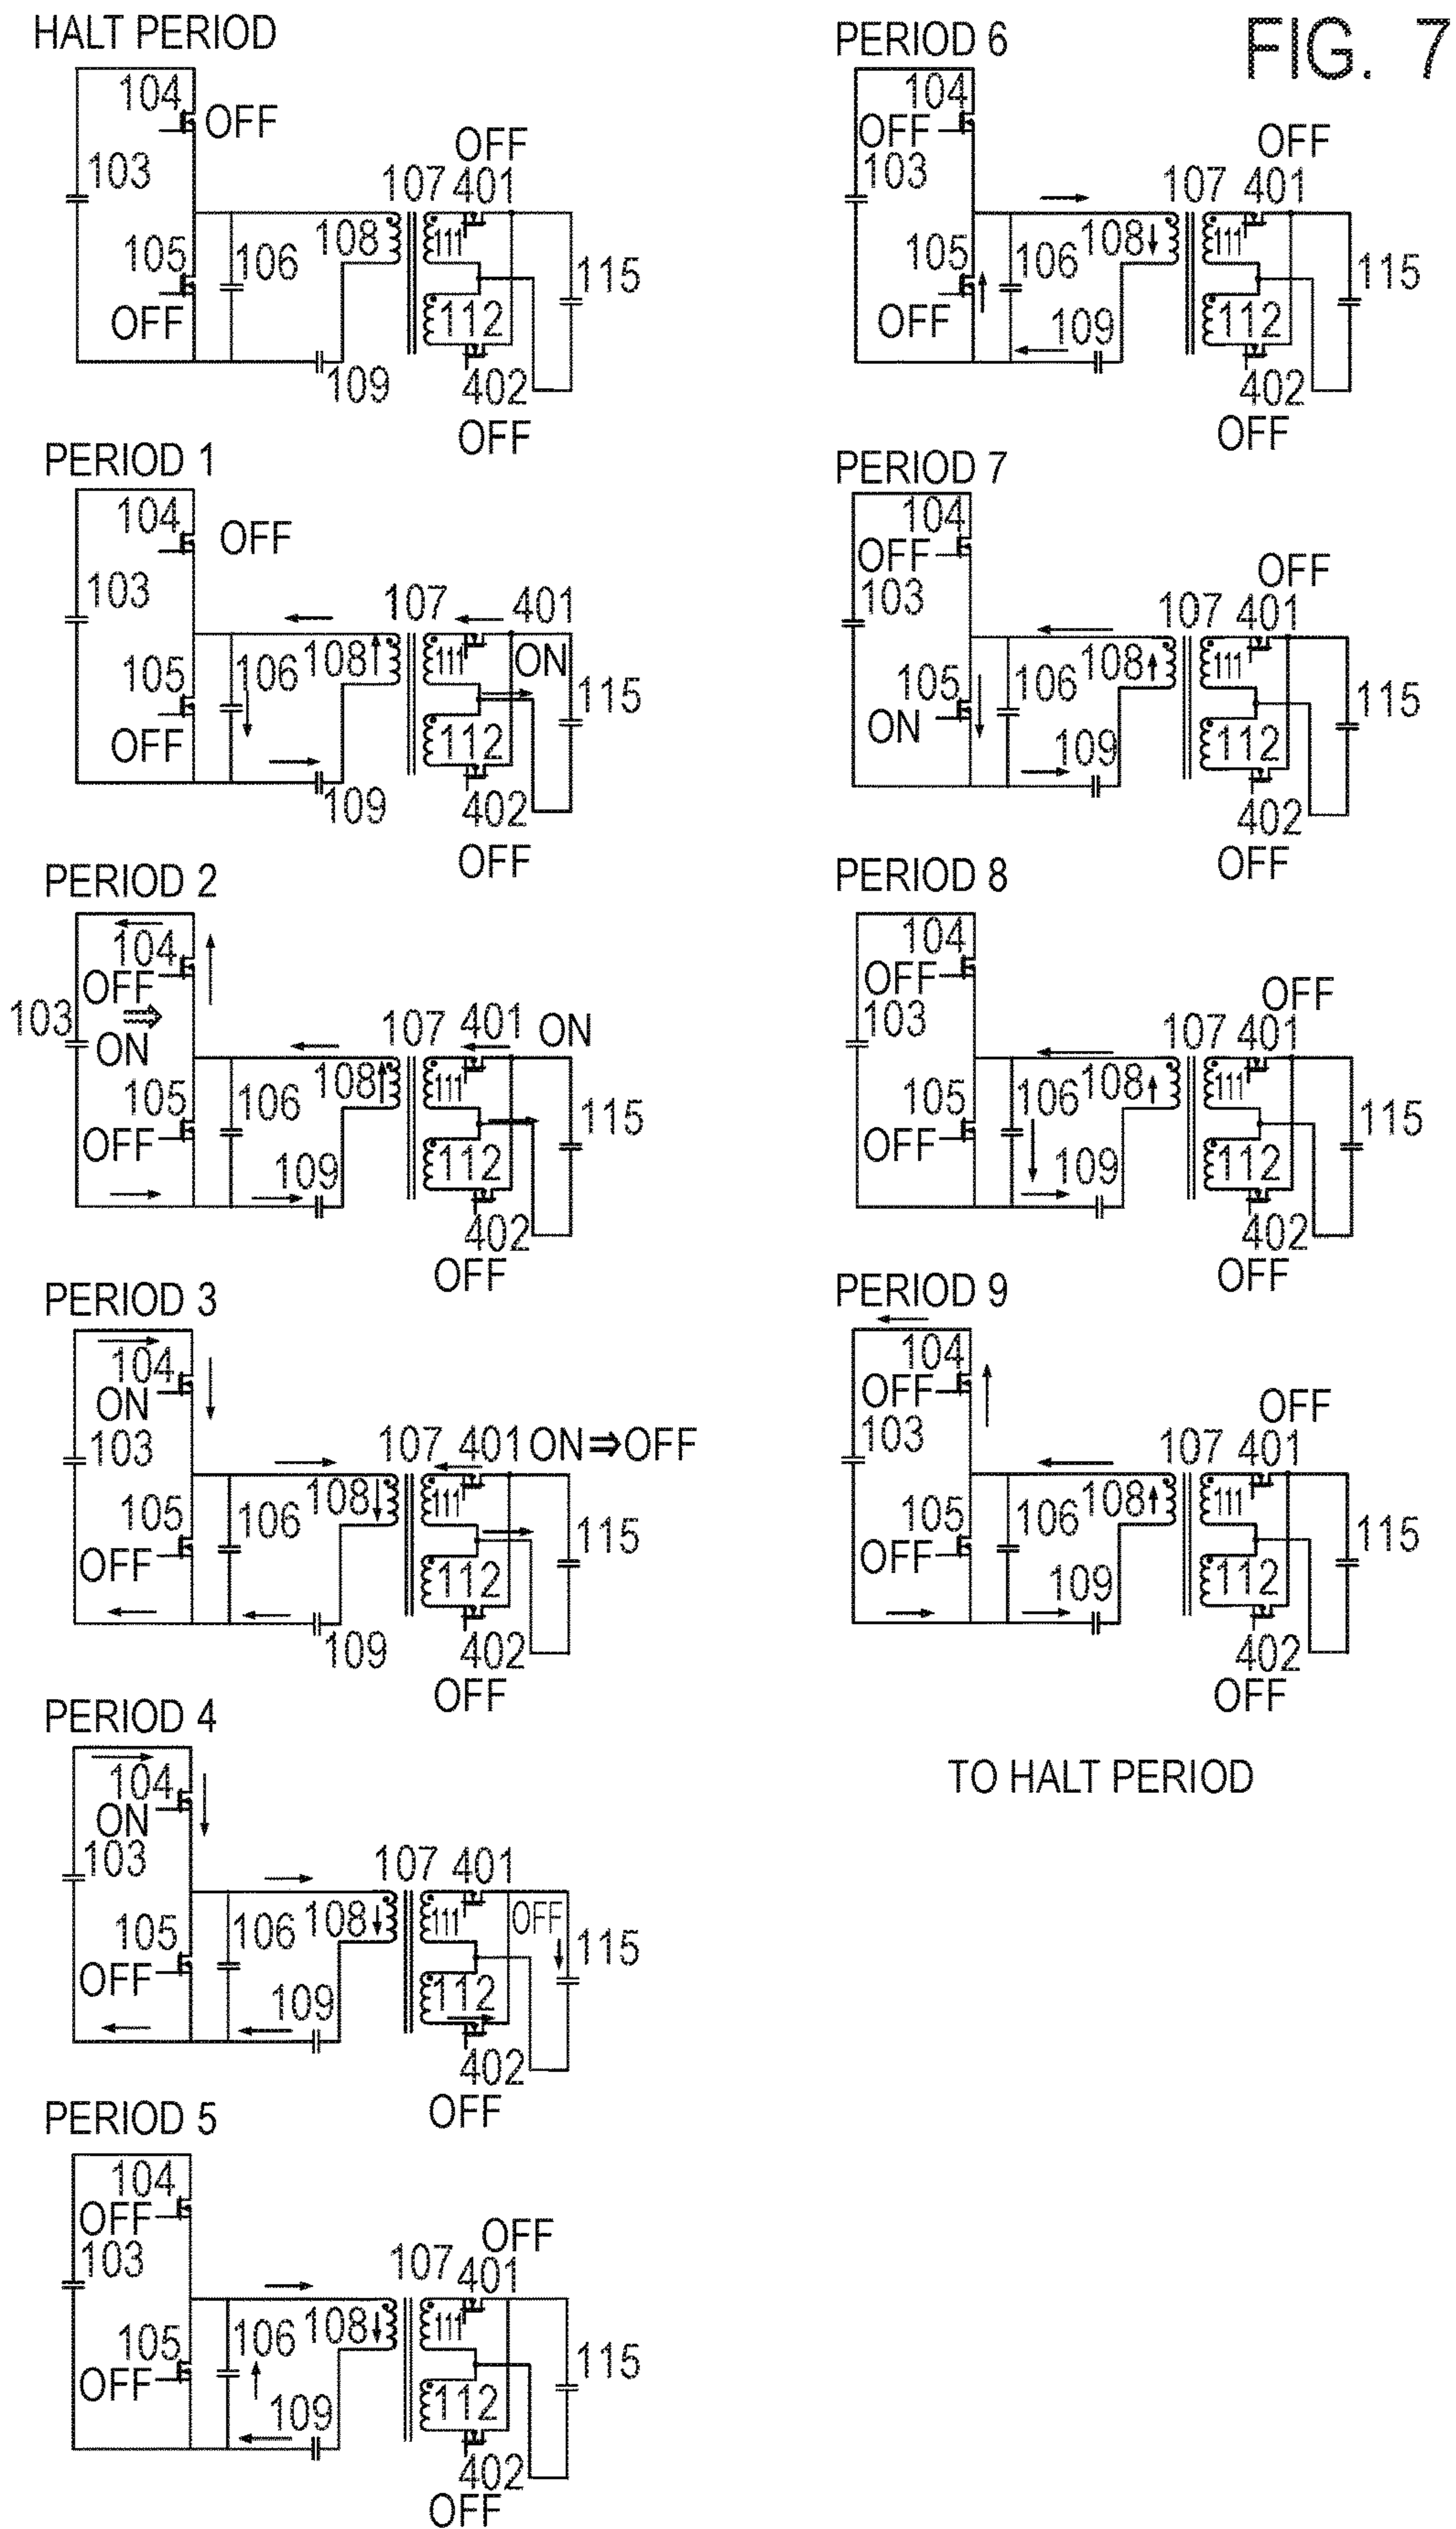 FIG. 7
HALT PERIOD
104
OFF
103
OFF
107 401
108
111
105
106
115
OFF
112
109
402
OFF
PERIOD 1
104
OFF
103
107
401
108
111
ON
105
106
115
OFF
112
109
402
OFF
PERIOD 2
104
OFF
103
⇒
ON
107
401
ON
108
111
105
106
115
OFF
112
109
402
OFF
PERIOD 3
104
ON
103
107
401
ON⇒OFF
108
111
105
106
115
OFF
112
109
402
OFF
PERIOD 4
104
ON
103
107
401
108
111
OFF
105
106
115
OFF
112
109
402
OFF
PERIOD 5
104
OFF
103
OFF
107
401
108
111
105
106
115
OFF
112
109
402
OFF
PERIOD 6
104
OFF
OFF
103
107 401
108
111
105
106
115
OFF
112
109
402
OFF
PERIOD 7
104
OFF
OFF
103
107 401
108
111
105
106
115
ON
112
109
402
OFF
PERIOD 8
104
OFF
OFF
103
107 401
108
111
105
106
115
OFF
112
109
402
OFF
PERIOD 9
104
OFF
OFF
103
107 401
108
111
105
106
115
OFF
112
109
402
OFF
TO HALT PERIOD